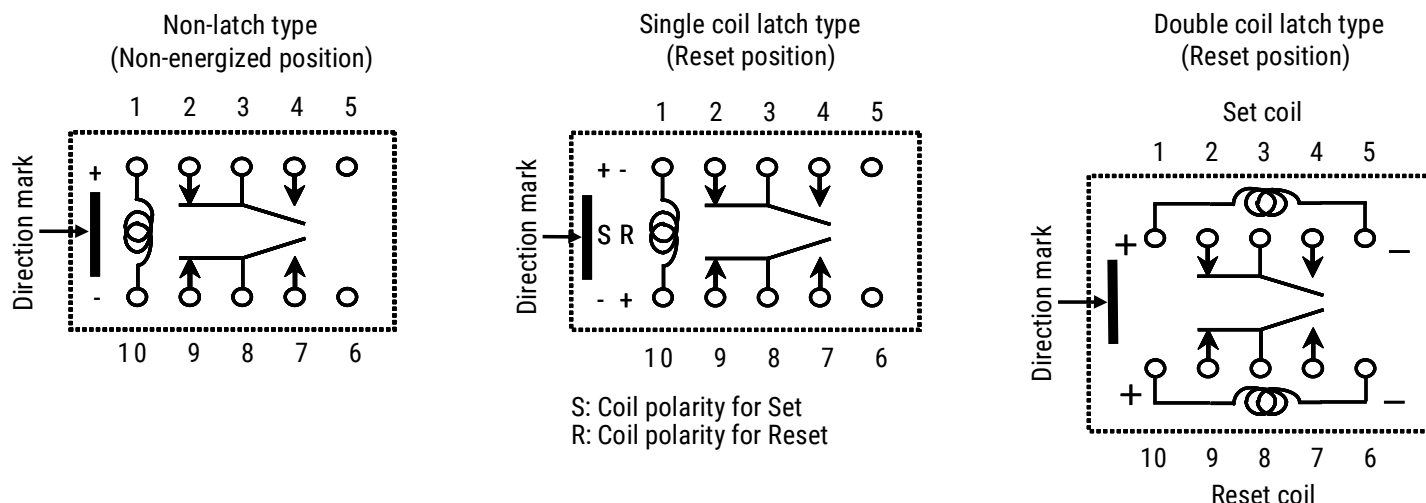 Non-latch type
(Non-energized position)
1 2 3 4 5
Direction mark
+
-
10 9 8 7 6
Single coil latch type
(Reset position)
1 2 3 4 5
Direction mark
+ -
S R
- +
10 9 8 7 6
S: Coil polarity for Set
R: Coil polarity for Reset
Double coil latch type
(Reset position)
Set coil
1 2 3 4 5
Direction mark
+ −
+ −
10 9 8 7 6
Reset coil